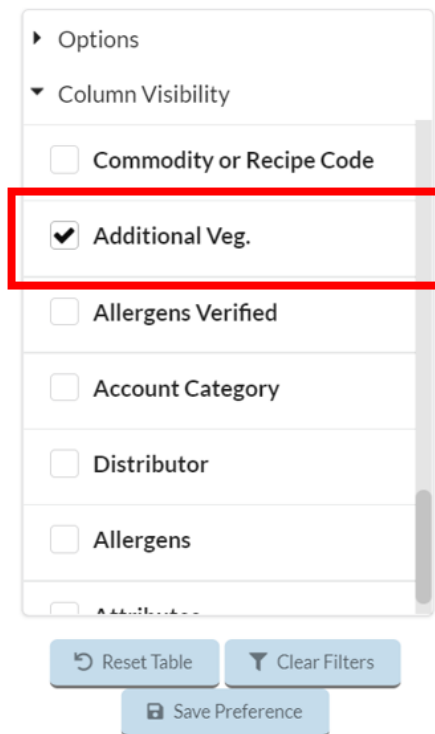 Options
Column Visibility
Commodity or Recipe Code
Additional Veg.
Allergens Verified
Account Category
Distributor
Allergens
Reset Table
Clear Filters
Save Preference